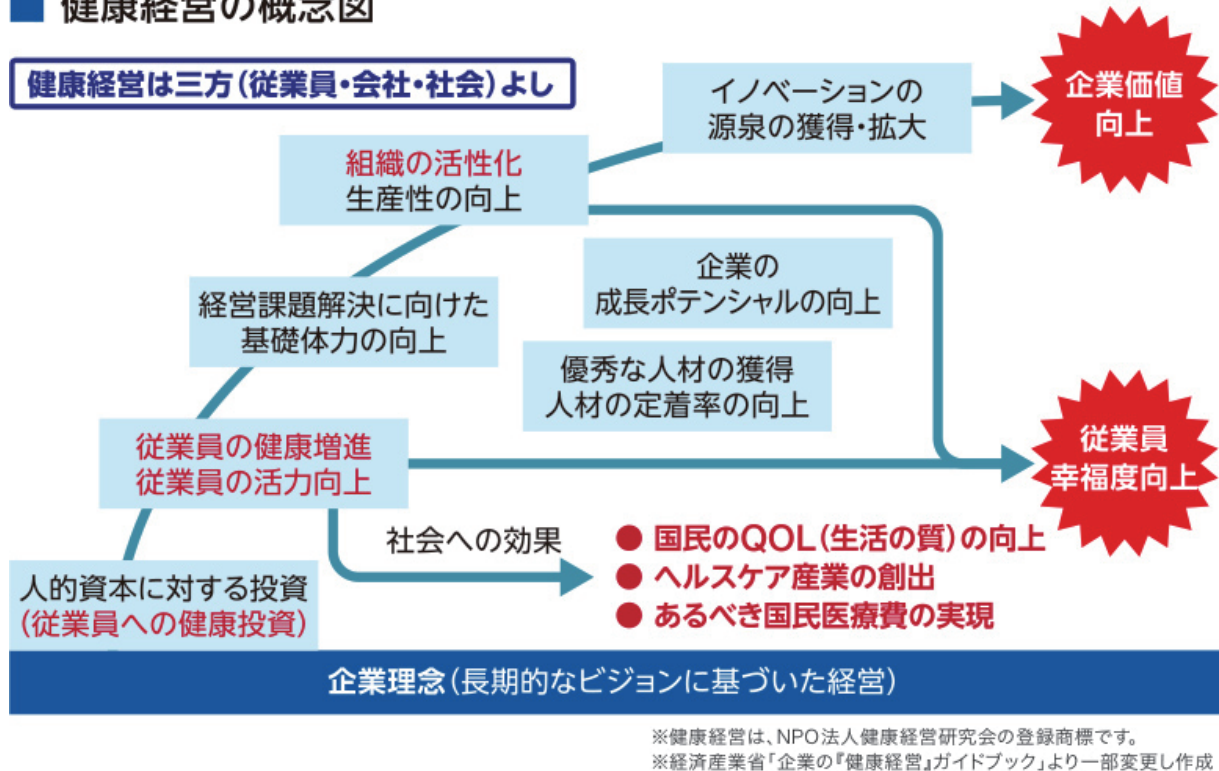 ■ 健康経営の概念図
健康経営は三方（従業員・会社・社会）よし
イノベーションの
源泉の獲得・拡大
企業価値
向上
組織の活性化
生産性の向上
企業の
成長ポテンシャルの向上
経営課題解決に向けた
基礎体力の向上
優秀な人材の獲得
人材の定着率の向上
従業員の健康増進
従業員の活力向上
従業員
幸福度向上
社会への効果
● 国民のQOL（生活の質）の向上
● ヘルスケア産業の創出
● あるべき国民医療費の実現
人的資本に対する投資
（従業員への健康投資）
企業理念（長期的なビジョンに基づいた経営）
※健康経営は、NPO法人健康経営研究会の登録商標です。
※経済産業省「企業の『健康経営』ガイドブック」より一部変更し作成